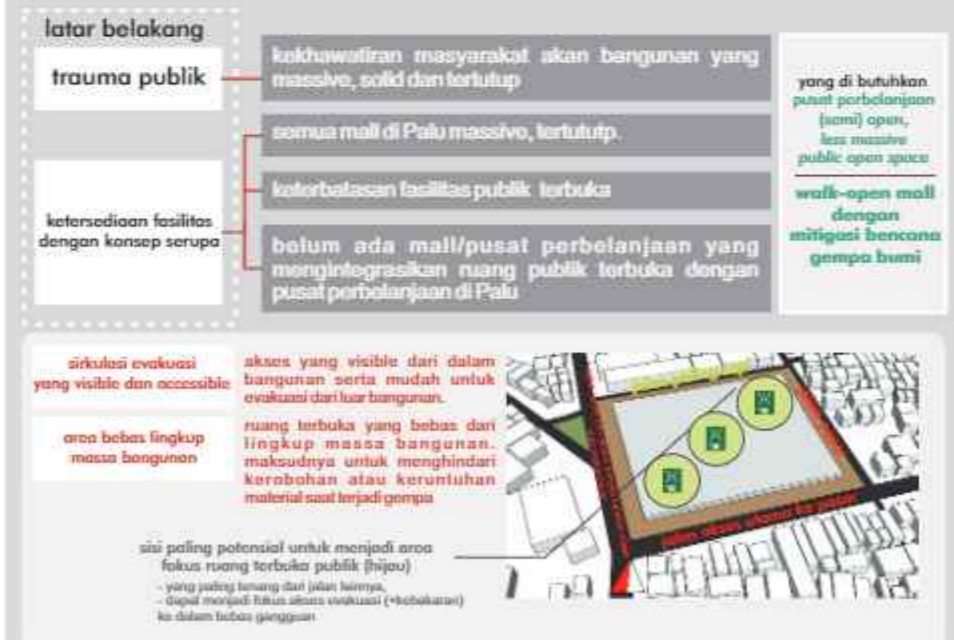 latar belakang
trauma publik
kekhawatiran masyarakat akan bangunan yang
massive, solid dan tertutup
ketersediaan fasilitas
dengan konsep serupa
semua mall di Palu massive, tertututp.
keterbatasan fasilitas publik terbuka
belum ada mall/pusat perbelanjaan yang
mengintegrasikan ruang publik terbuka dengan
pusat perbelanjaan di Palu
yang di butuhkan
pusat perbelanjaan
(semi) open,
less massive
public open space
walk-open mall
dengan
mitigasi bencana
gempa bumi
sirkulasi evakuasi
yang visible dan accessible
akses yang visible dari dalam
bangunan serta mudah untuk
evakuasi dari luar bangunan.
area bebas lingkup
massa bangunan
ruang terbuka yang bebas dari
lingkup massa bangunan.
maksudnya untuk menghindari
kerobohan atau keruntuhan
material saat terjadi gempa
jalan akses utama ke
sisi paling potensial untuk menjadi area
fokus ruang terbuka publik (hijau)
- yang paling tenang dari jalan lainnya,
- dapat menjadi fokus akses evakuasi (+kebakaran)
ke dalam bebas gangguan